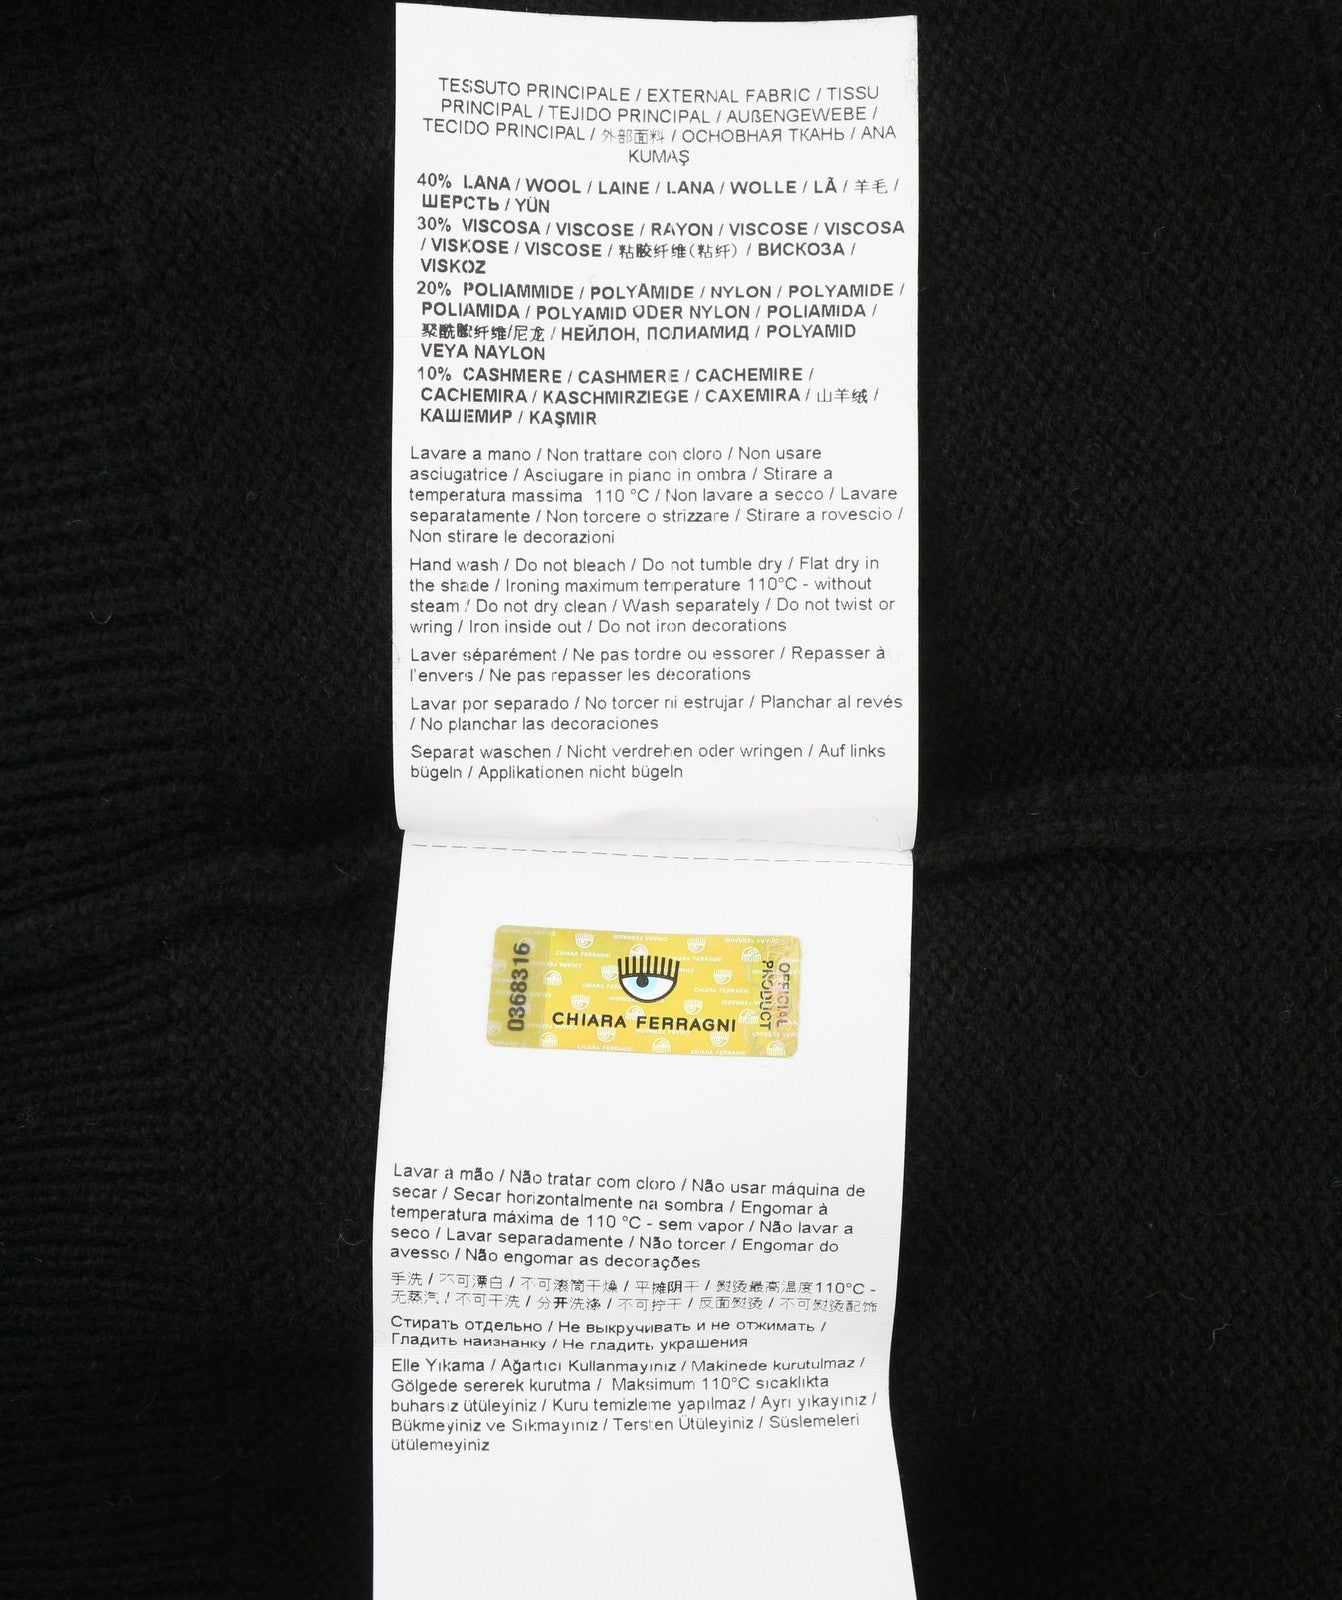 TESSUTO PRINCIPALE / EXTERNAL FABRIC / TISSU
PRINCIPAL / TEJIDO PRINCIPAL / AUßENGEWEBE /
TECIDO PRINCIPAL / 外部面料 / ОСНОВНАЯ ТКАНЬ / ANA
KUMAŞ
40% LANA / WOOL / LAINE / LANA / WOLLE / LÃ / 羊毛 /
ШЕРСТЬ / YÜN
30% VISCOSA / VISCOSE / RAYON / VISCOSE / VISCOSA
/ VISKOSE / VISCOSE / 粘胶纤维(粘纤) / ВИСКОЗА /
VISKOZ
20% POLIAMMIDE / POLYAMIDE / NYLON / POLYAMIDE /
POLIAMIDA / POLYAMID ODER NYLON / POLIAMIDA /
聚酰胺纤维/尼龙 / НЕЙЛОН, ПОЛИАМИД / POLYAMID
VEYA NAYLON
10% CASHMERE / CASHMERE / CACHEMIRE /
CACHEMIRA / KASCHMIRZIEGE / CAXEMIRA / 山羊绒 /
КАШЕМИР / KAŞMIR
Lavare a mano / Non trattare con cloro / Non usare
asciugatrice / Asciugare in piano in ombra / Stirare a
temperatura massima 110 °C / Non lavare a secco / Lavare
separatamente / Non torcere o strizzare / Stirare a rovescio /
Non stirare le decorazioni
Hand wash / Do not bleach / Do not tumble dry / Flat dry in
the shade / Ironing maximum temperature 110°C - without
steam / Do not dry clean / Wash separately / Do not twist or
wring / Iron inside out / Do not iron decorations
Laver séparément / Ne pas tordre ou essorer / Repasser à
l'envers / Ne pas repasser les décorations
Lavar por separado / No torcer ni estrujar / Planchar al revés
/ No planchar las decoraciones
Separat waschen / Nicht verdrehen oder wringen / Auf links
bügeln / Applikationen nicht bügeln
0368316
CHIARA FERRAGNI
OFFICIAL
PRODUCT
Lavar à mão / Não tratar com cloro / Não usar máquina de
secar / Secar horizontalmente na sombra / Engomar à
temperatura máxima de 110 °C - sem vapor / Não lavar a
seco / Lavar separadamente / Não torcer / Engomar do
avesso / Não engomar as decorações
手洗 / 不可漂白 / 不可滚筒干燥 / 平摊阴干 / 熨烫最高温度110°C -
无蒸汽 / 不可干洗 / 分开洗涤 / 不可拧干 / 反面熨烫 / 不可熨烫配饰
Стирать отдельно / Не выкручивать и не отжимать /
Гладить наизнанку / Не гладить украшения
Elle Yıkama / Ağartıcı Kullanmayınız / Makinede kurutulmaz /
Gölgede sererek kurutma / Maksimum 110°C sıcaklıkta
buharsız ütüleyiniz / Kuru temizleme yapılmaz / Ayrı yıkayınız /
Bükmeyiniz ve Sıkmayınız / Tersten Ütüleyiniz / Süslemeleri
ütülemeyiniz